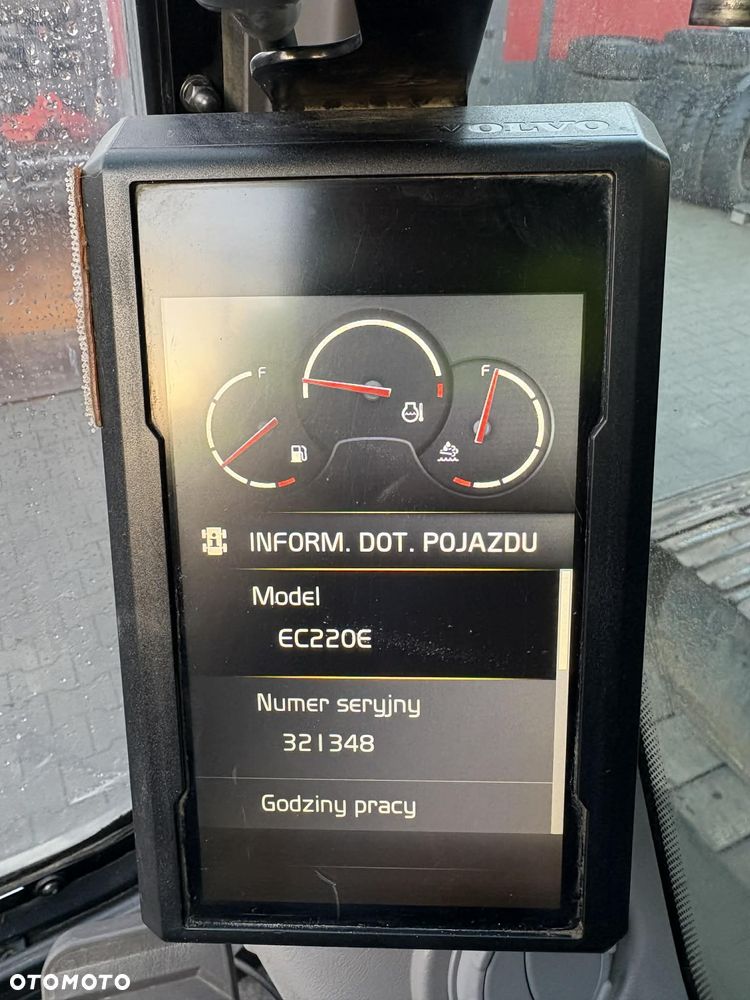 VOLVO
F
F
INFORM. DOT. POJAZDU
Model
EC220E
Numer seryjny
321348
Godziny pracy
OTOMOTO